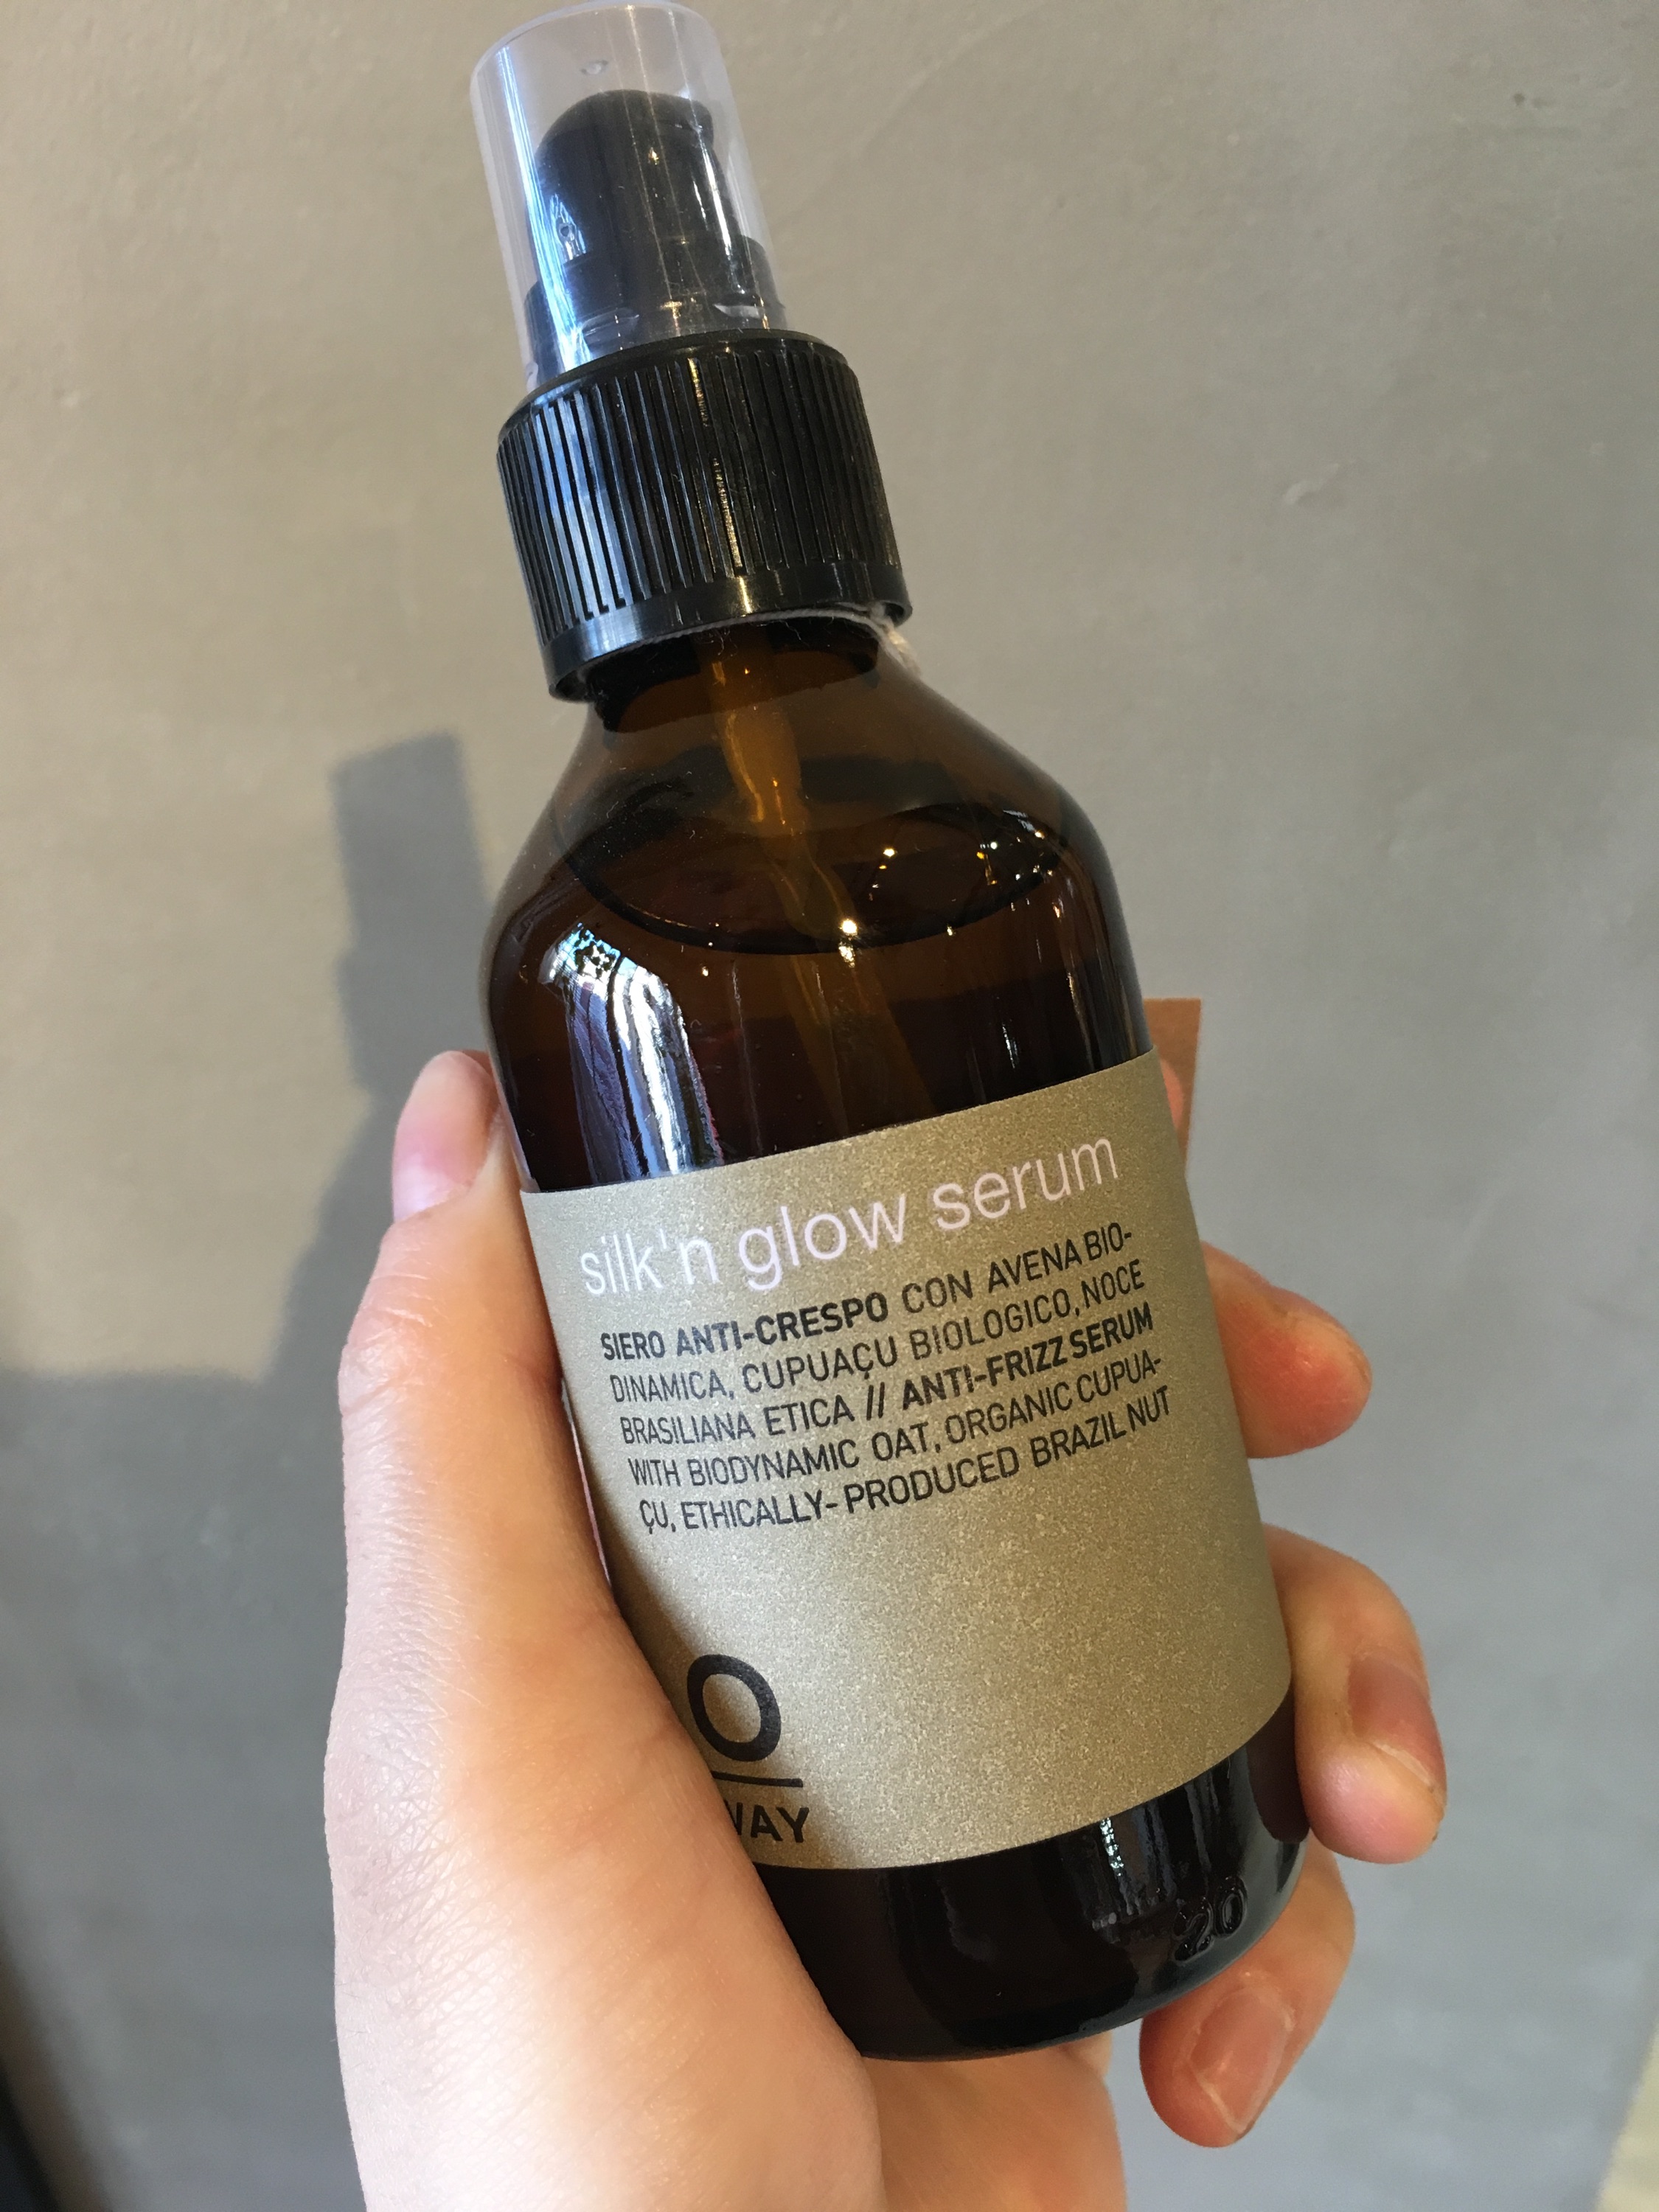 silk'n glow serum
SIERO ANTI-CRESPO CON AVENA BIO-
DINAMICA, CUPUAÇU BIOLOGICO, NOCE
BRASILIANA ETICA // ANTI-FRIZZ SERUM
WITH BIODYNAMIC OAT, ORGANIC CUPUA-
ÇU, ETHICALLY- PRODUCED BRAZIL NUT
O
WAY
20